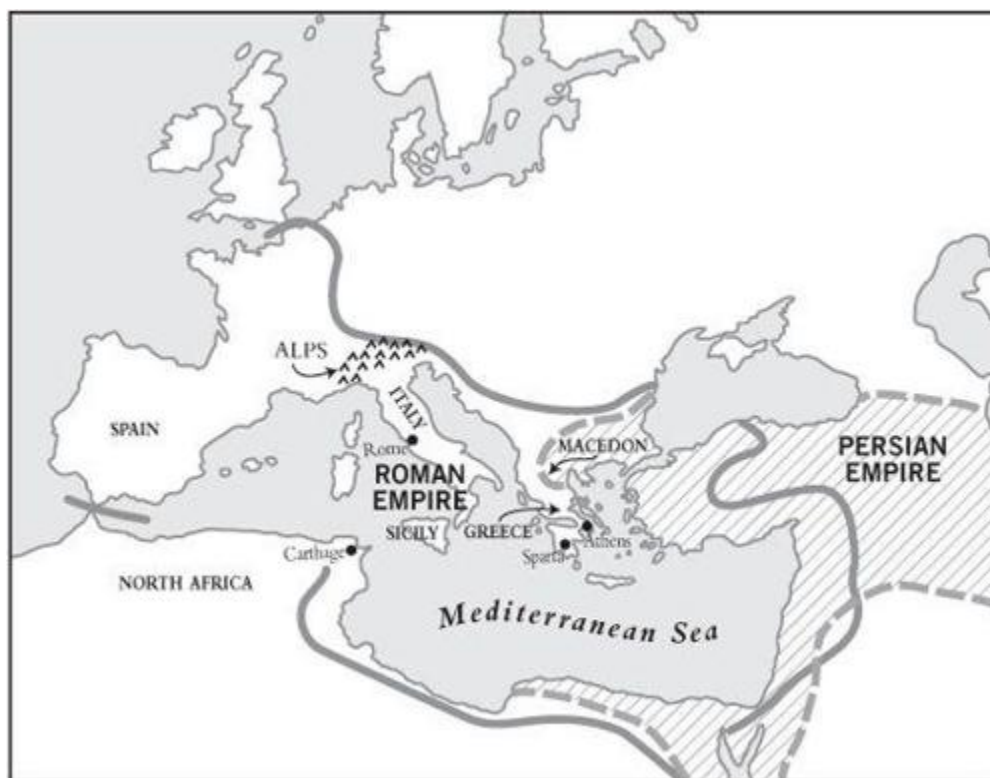 ALPS
SPAIN
ITALY
Rome
ROMAN
EMPIRE
MACEDON
PERSIAN
EMPIRE
SICILY
GREECE
Athens
Sparta
Carthage
NORTH AFRICA
Mediterranean Sea